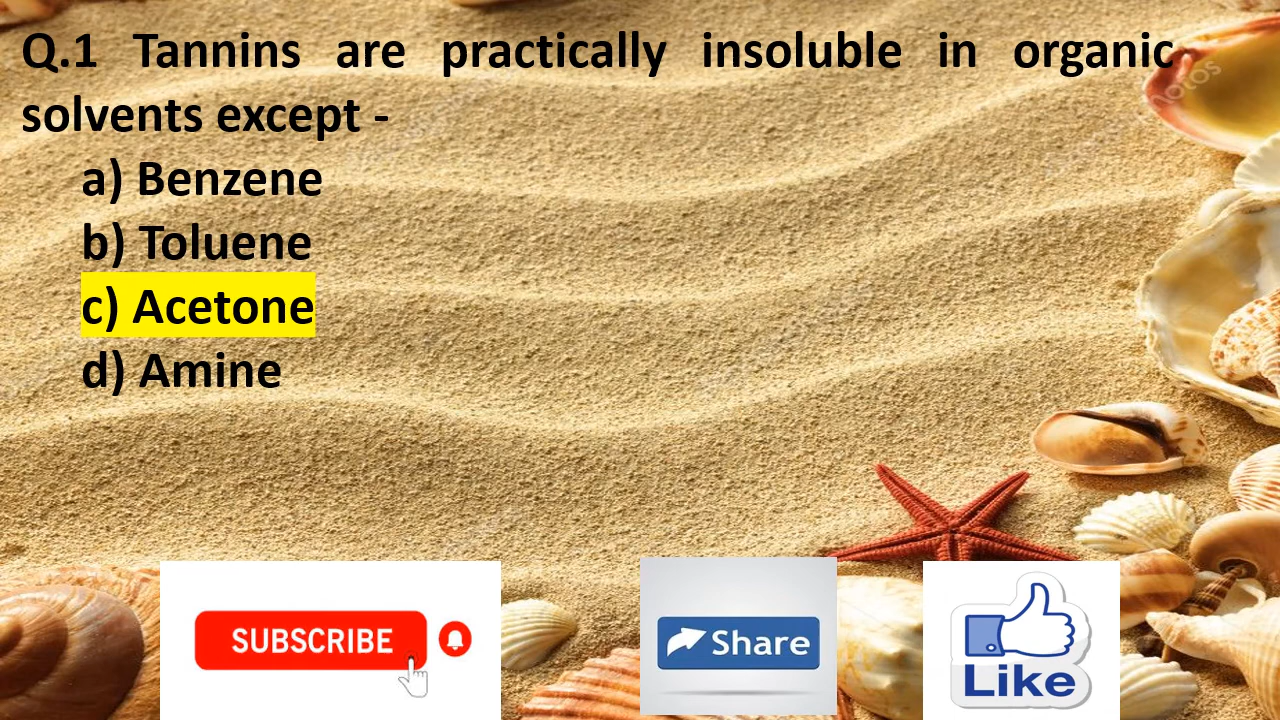 Q.1 Tannins are practically insoluble in organic
solvents except -
a) Benzene
b) Toluene
c) Acetone
d) Amine
SUBSCRIBE
Share
Like